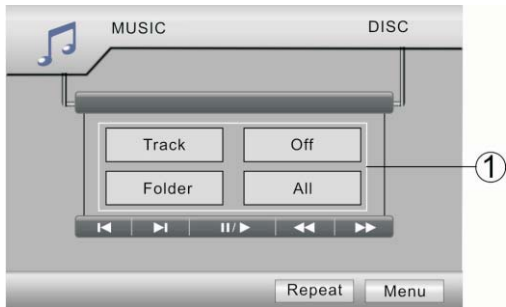 MUSIC DISC
Track Off
Folder All
Repeat Menu
1